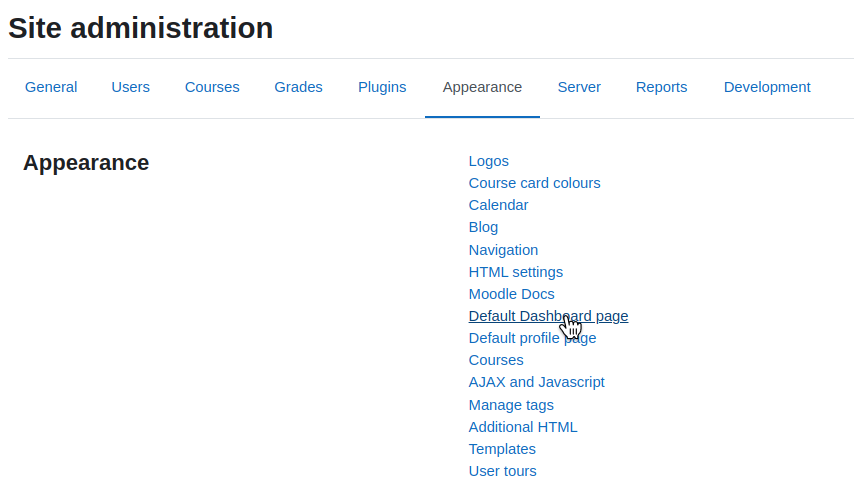 Site administration
General Users Courses Grades Plugins Appearance Server Reports Development
Appearance
Logos
Course card colours
Calendar
Blog
Navigation
HTML settings
Moodle Docs
Default Dashboard page
Default profile page
Courses
AJAX and Javascript
Manage tags
Additional HTML
Templates
User tours